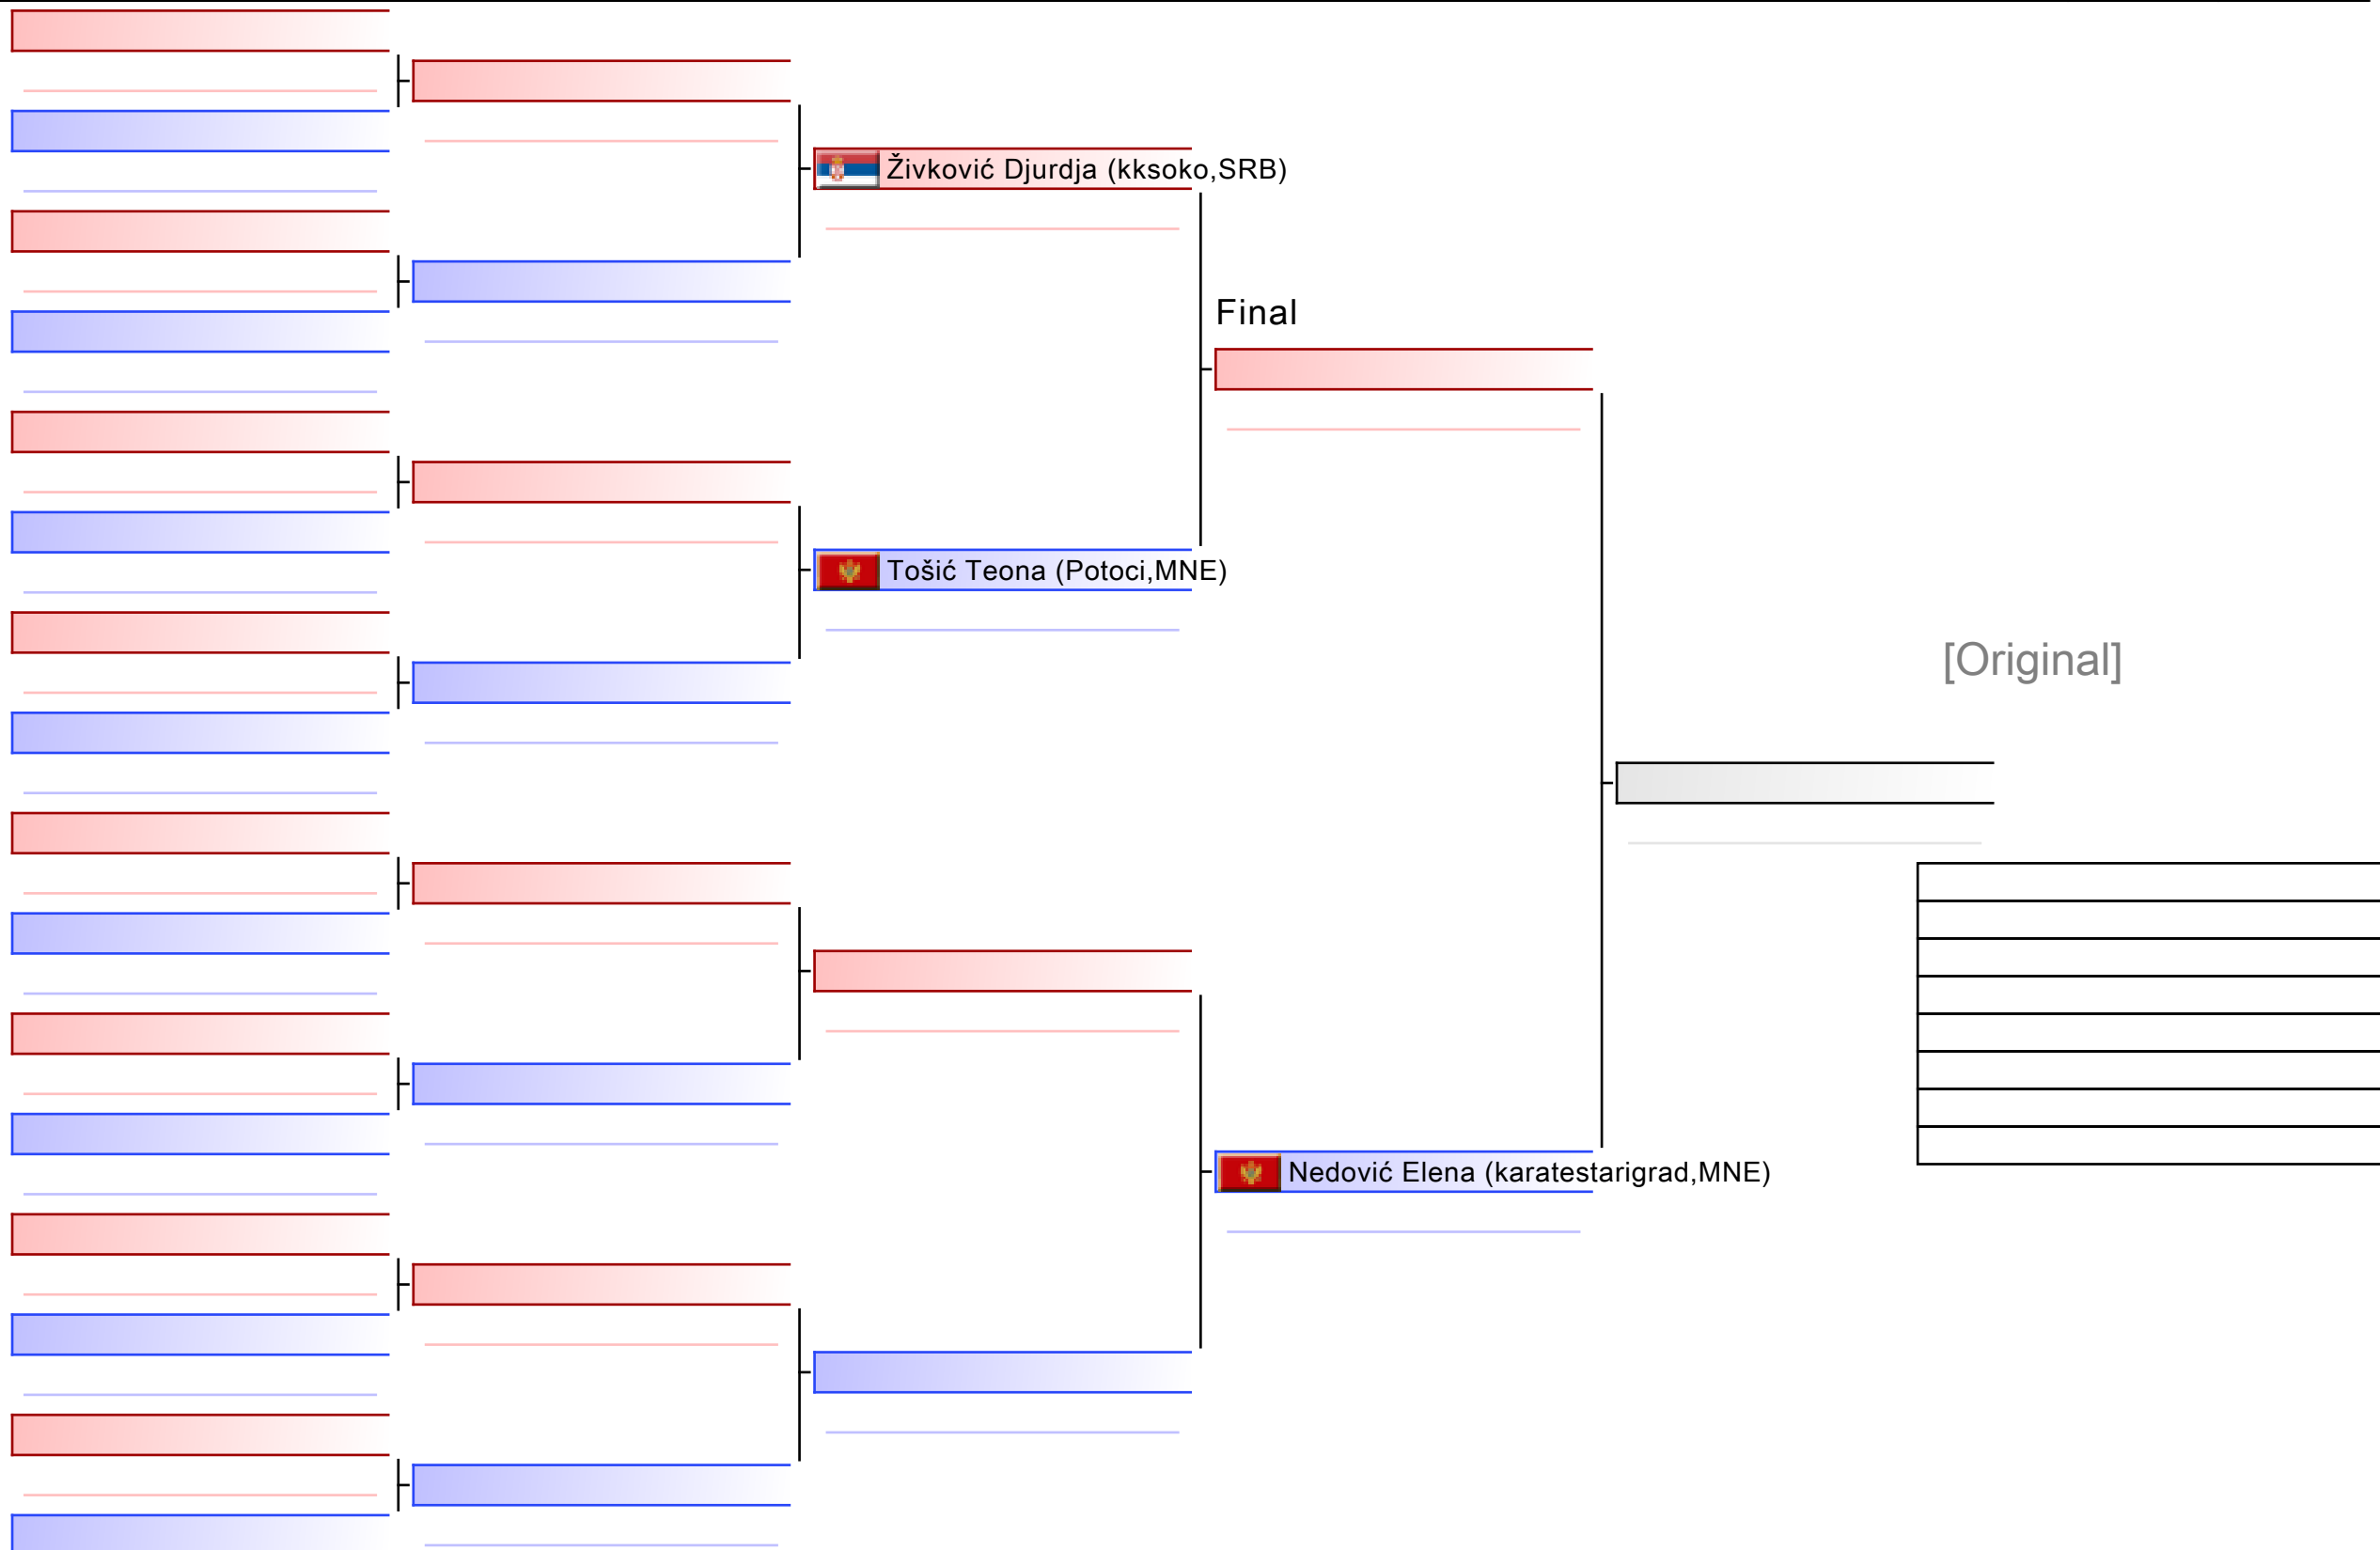 Živković Djurdja (kksoko,SRB)
Final
Tošić Teona (Potoci,MNE)
[Original]
Nedović Elena (karatestarigrad,MNE)